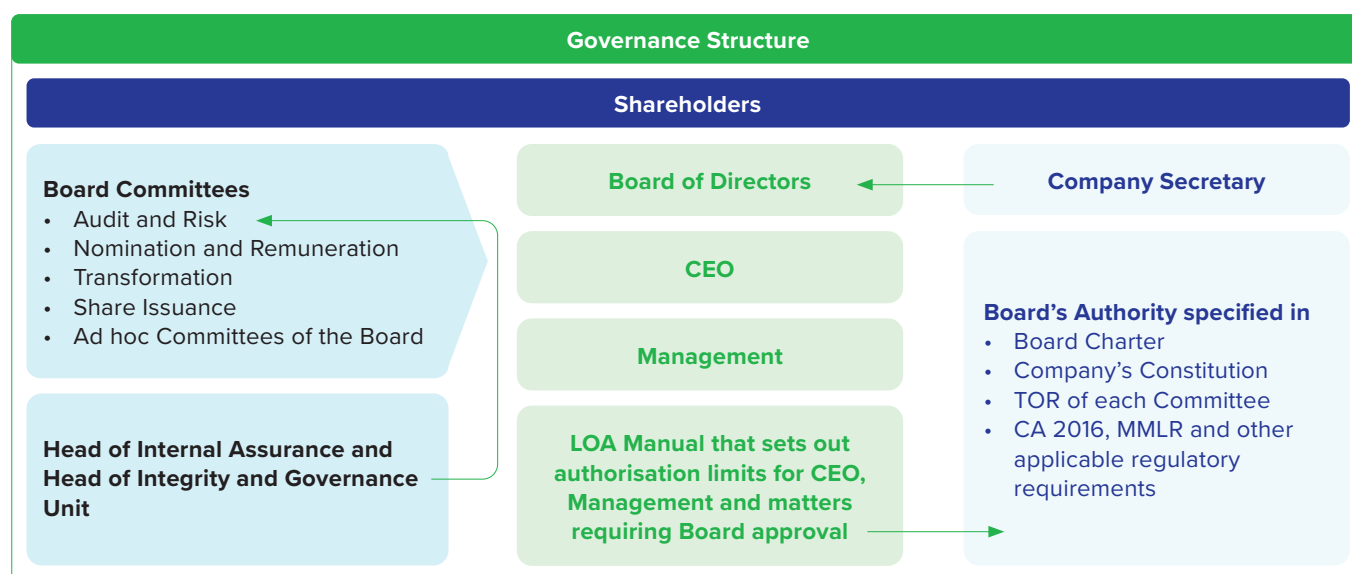 Governance Structure
Shareholders
Board Committees
• Audit and Risk
• Nomination and Remuneration
• Transformation
• Share Issuance
• Ad hoc Committees of the Board
Head of Internal Assurance and
Head of Integrity and Governance
Unit
Board of Directors
CEO
Management
LOA Manual that sets out
authorisation limits for CEO,
Management and matters
requiring Board approval
Company Secretary
Board’s Authority specified in
• Board Charter
• Company’s Constitution
• TOR of each Committee
• CA 2016, MMLR and other
applicable regulatory
requirements